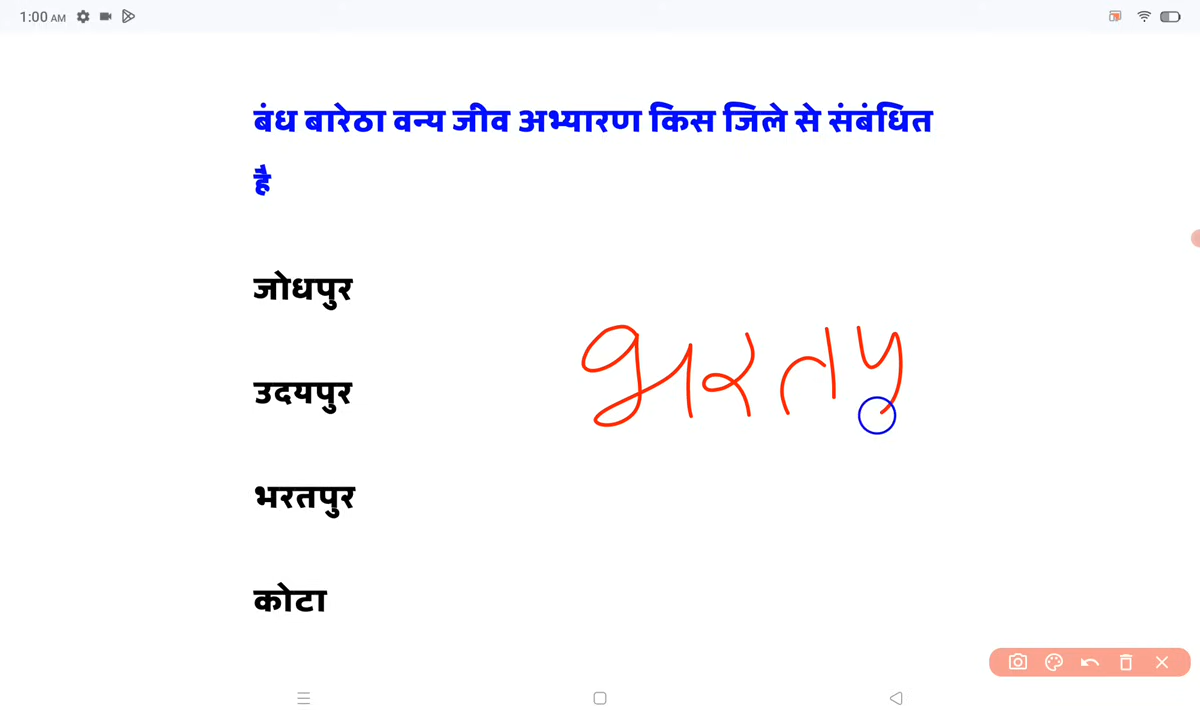 1:00 AM
बंध बारेठा वन्य जीव अभ्यारण किस जिले से संबंधित
है
जोधपुर
भरतपु
उदयपुर
भरतपुर
कोटा